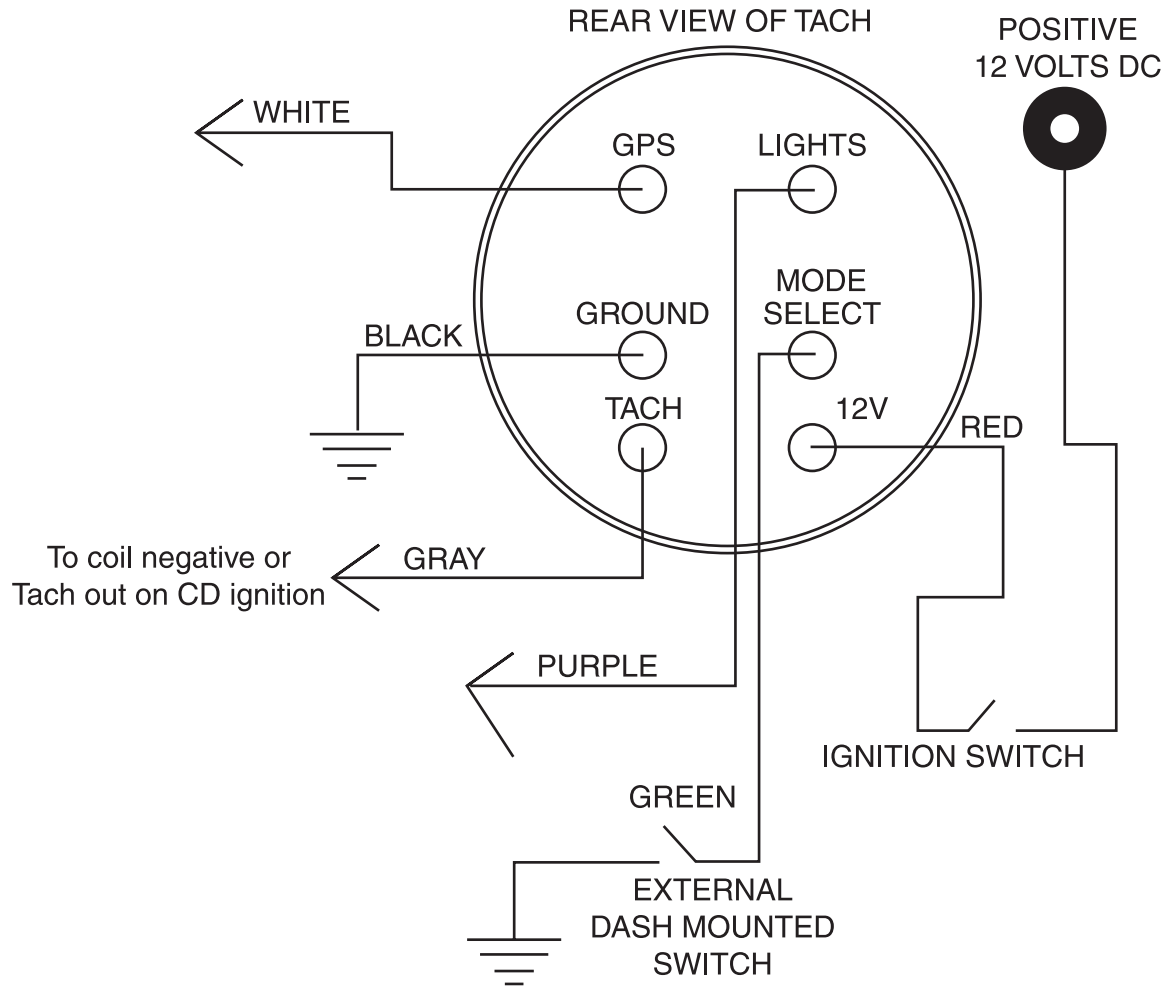 REAR VIEW OF TACH
POSITIVE
12 VOLTS DC
WHITE
GPS
LIGHTS
MODE
SELECT
GROUND
BLACK
TACH
12V
RED
To coil negative or
Tach out on CD ignition
GRAY
PURPLE
IGNITION SWITCH
GREEN
EXTERNAL
DASH MOUNTED
SWITCH